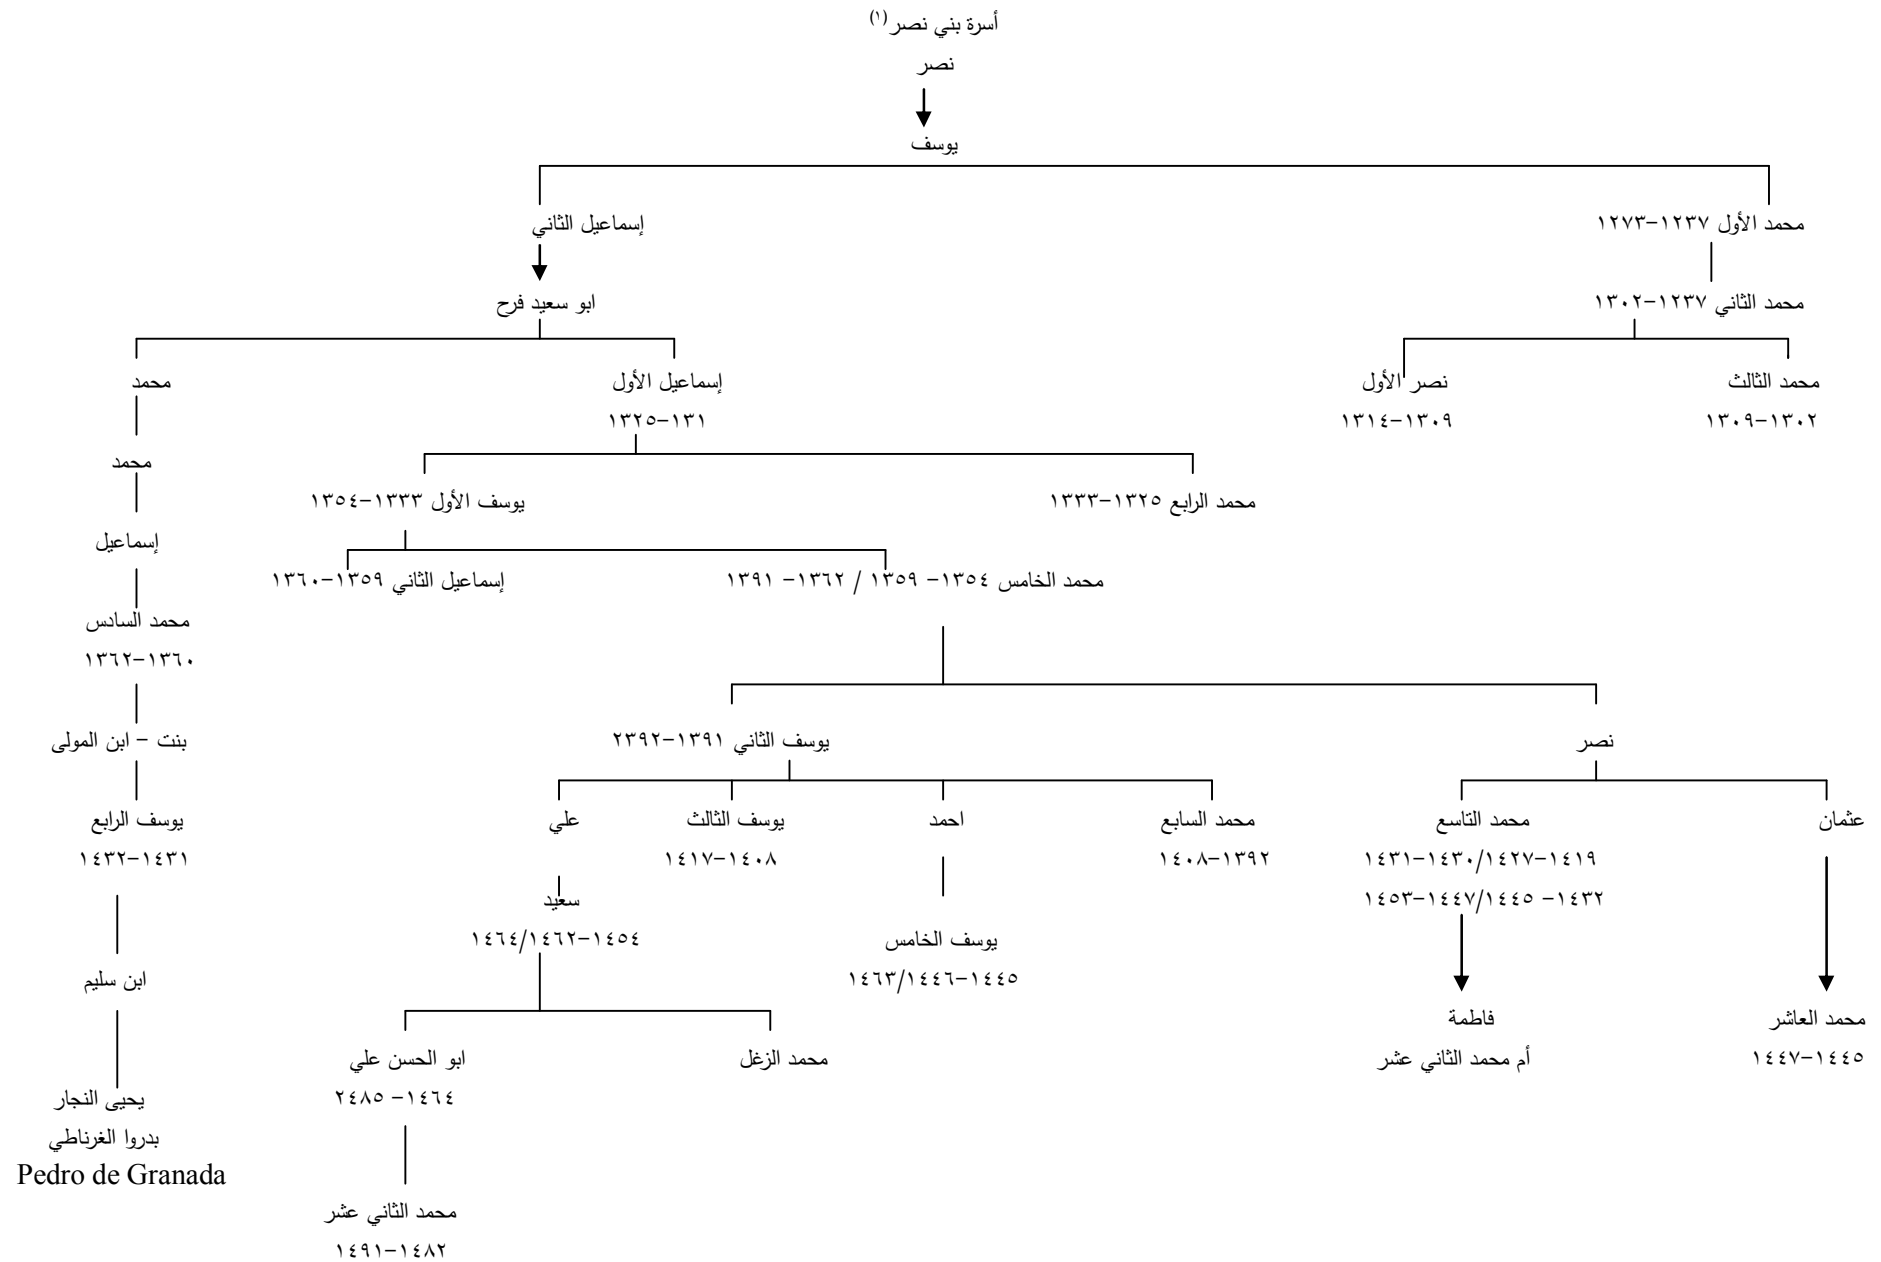 أسرة بني نصر (١)
نصر
يوسف
محمد الأول ١٢٣٧-١٢٧٣
إسماعيل الثاني
محمد الثاني ١٢٣٧-١٣٠٢
ابو سعيد فرح
محمد الثالث
١٣٠٢-١٣٠٩
نصر الأول
١٣٠٩-١٣١٤
إسماعيل الأول
١٣١-١٣٢٥
محمد
محمد
محمد الرابع ١٣٢٥-١٣٣٣
يوسف الأول ١٣٣٣-١٣٥٤
إسماعيل
محمد الخامس ١٣٥٤- ١٣٥٩ / ١٣٦٢- ١٣٩١
إسماعيل الثاني ١٣٥٩-١٣٦٠
محمد السادس
١٣٦٠-١٣٦٢
نصر
يوسف الثاني ١٣٩١-٢٣٩٢
بنت - ابن المولى
عثمان
محمد التاسع
١٤١٩-١٤٢٧/١٤٣٠-١٤٣١
١٤٣٢- ١٤٤٥/١٤٤٧-١٤٥٣
محمد السابع
١٣٩٢-١٤٠٨
احمد
يوسف الثالث
١٤٠٨-١٤١٧
علي
يوسف الرابع
١٤٣١-١٤٣٢
سعيد
١٤٥٤-١٤٦٢/١٤٦٤
يوسف الخامس
١٤٤٥-١٤٤٦/١٤٦٣
ابن سليم
محمد العاشر
١٤٤٥-١٤٤٧
فاطمة
أم محمد الثاني عشر
محمد الزغل
ابو الحسن علي
١٤٦٤- ٢٤٨٥
يحيى النجار
بدروا الغرناطي
Pedro de Granada
محمد الثاني عشر
١٤٨٢-١٤٩١